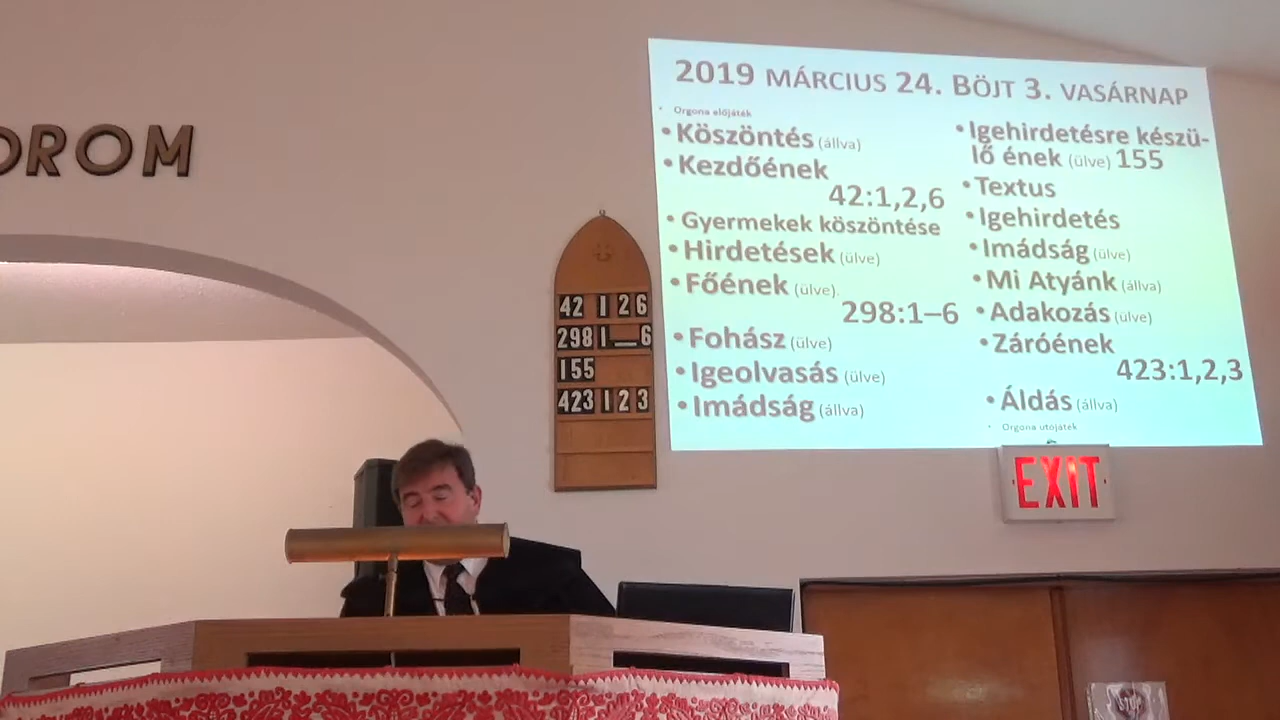 OROM
2019 MÁRCIUS 24. BÖJT 3. VASÁRNAP
• Orgona előjáték
• Köszöntés (állva)
• Kezdőének
42:1,2,6
• Gyermekek köszöntése
• Hirdetések (ülve)
• Főének (ülve).
298:1–6
• Fohász (ülve)
• Igeolvasás (ülve)
• Imádság (állva)
• Igehirdetésre készü-
lő ének (ülve) 155
• Textus
• Igehirdetés
• Imádság (ülve)
• Mi Atyánk (állva)
• Adakozás (ülve)
• Záróének
423:1,2,3
• Áldás (állva)
• Orgona utójáték
42 1 2 6
298 1_6
155
423 1 2 3
EXIT
STOP